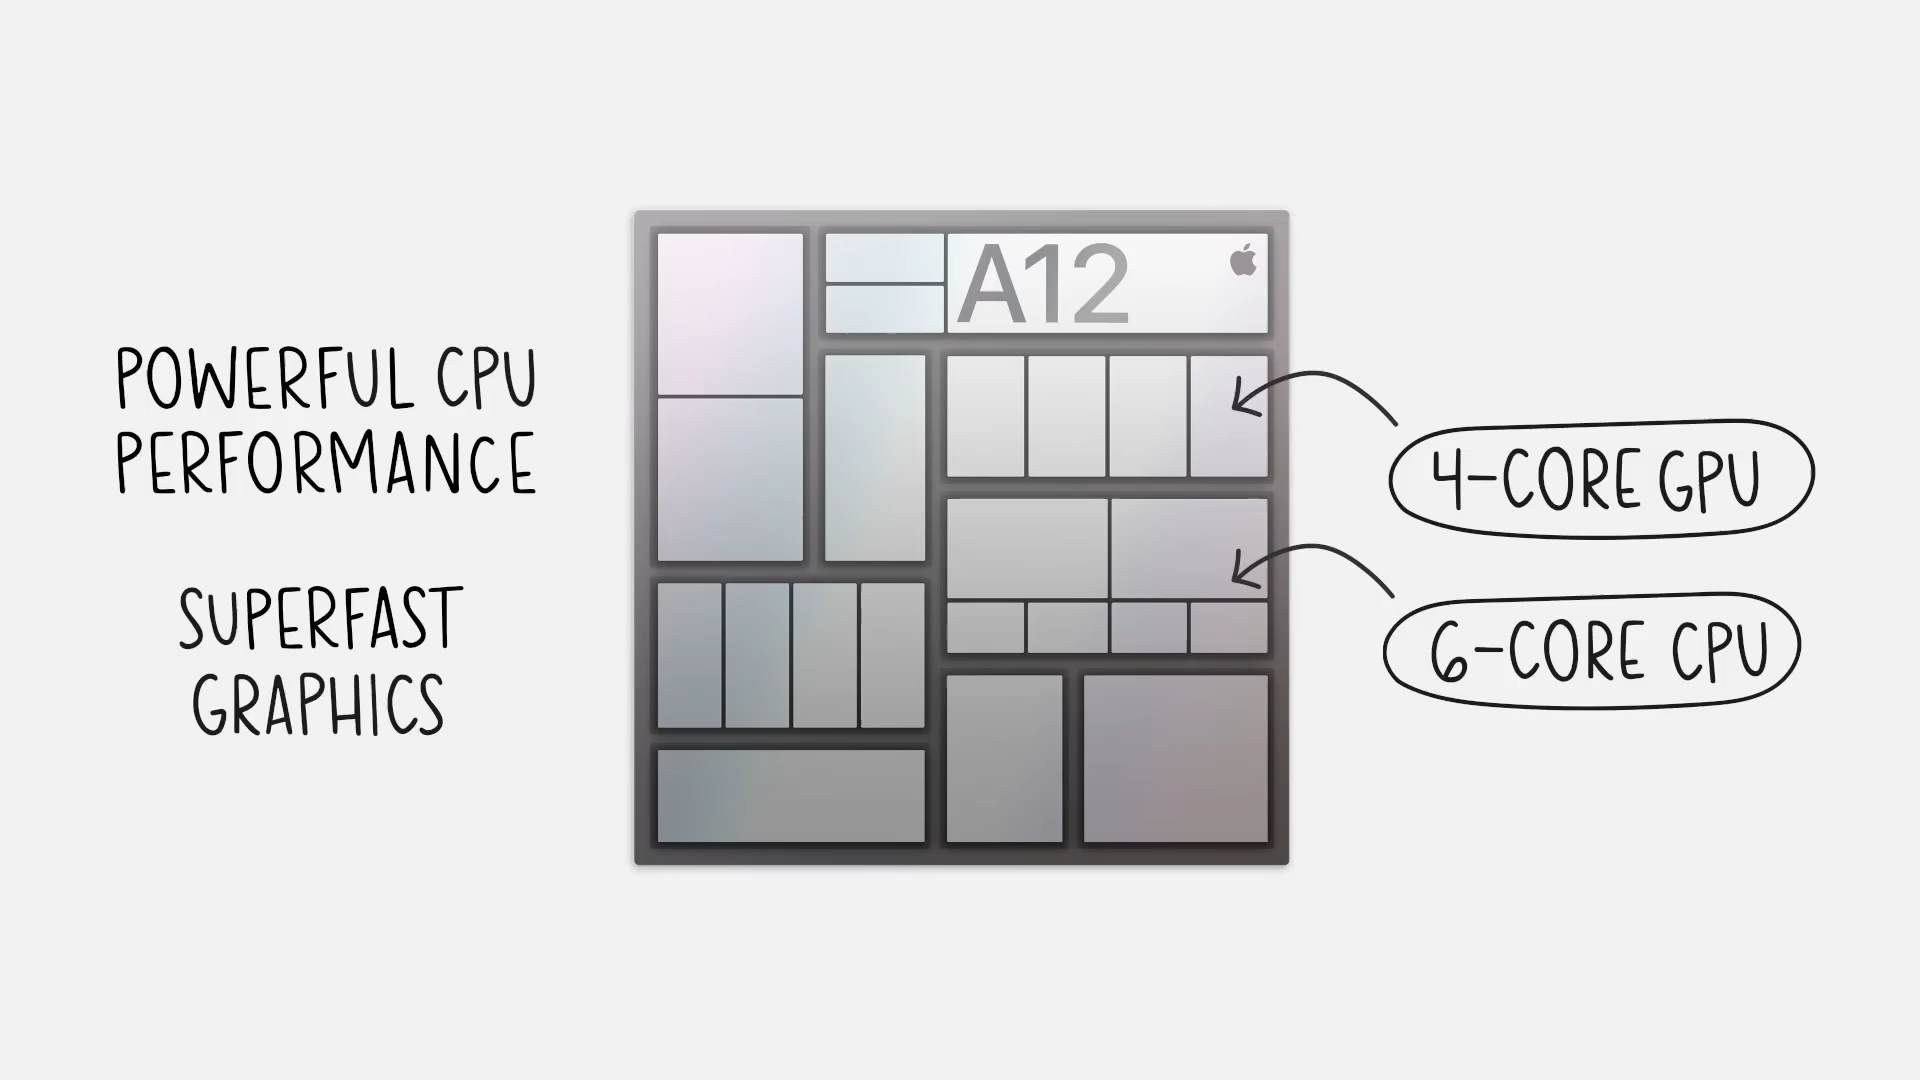 POWERFUL CPU
PERFORMANCE
SUPERFAST
GRAPHICS
A12
4-CORE GPU
6-CORE CPU